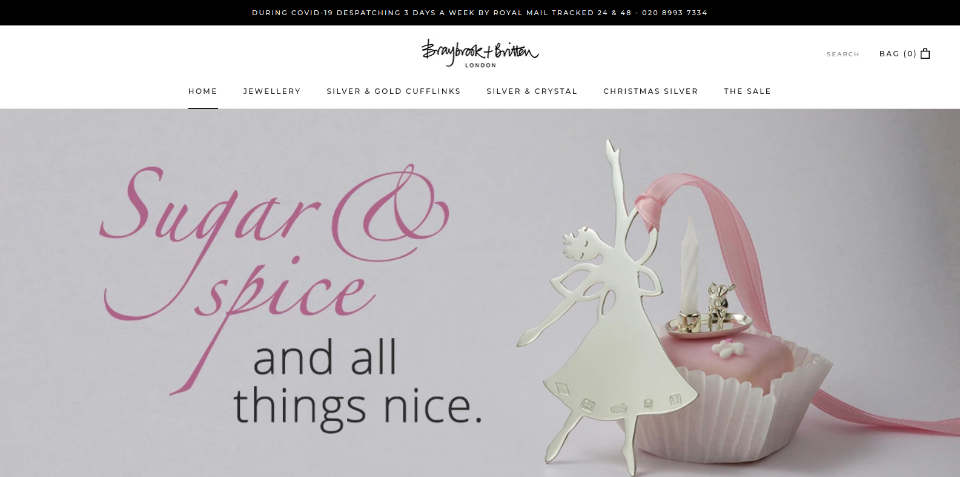 DURING COVID-19 DESPATCHING 3 DAYS A WEEK BY ROYAL MAIL TRACKED 24 & 48 - 020 8993 7334
Braybrook + Britten
LONDON
SEARCH
BAG (0)
HOME JEWELLERY SILVER & GOLD CUFFLINKS SILVER & CRYSTAL CHRISTMAS SILVER THE SALE
Sugar &
spice
and all
things nice.